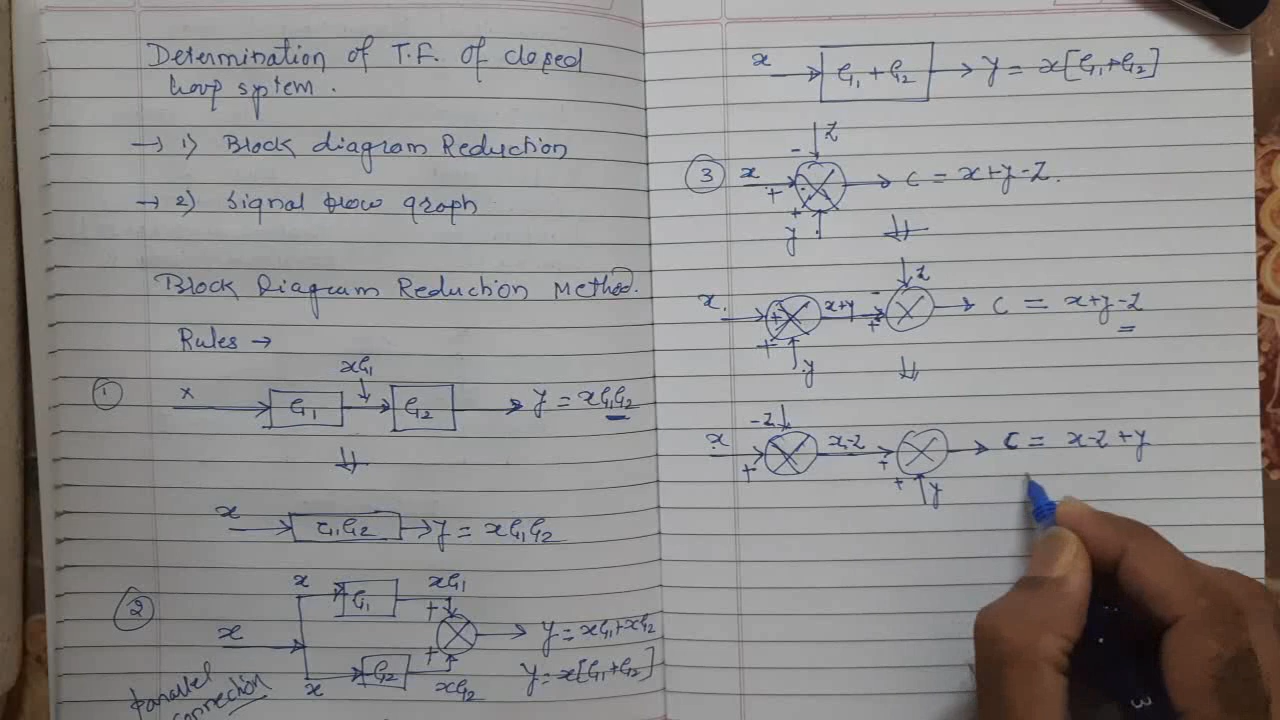 Determination of T.F. of closed
Loop system.
→ 1) Block diagram Reduction
→ 2) Signal flow graph
Block Diagram Reduction Method.
Rules →
①
x
G1
xG1
G2
y = xG1G2
⇓
x
G1G2
y = xG1G2
②
x
x
G1
xG1
+
+
y = xG1+xG2
x
G2
xG2
y = x[G1+G2]
parallel
connection
x
G1 + G2
y = x[G1+G2]
③
x
+
- z
+
y
c = x+y-z.
⇓
x
+
+
y
x+y
+
- z
c = x+y-z
⇓
x
+
-z
x-z
+
+ y
c = x-z+y